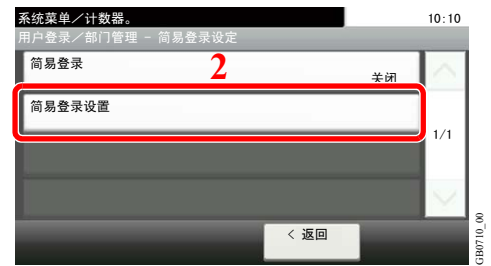 系统菜单／计数器。
10:10
用户登录／部门管理 - 简易登录设定
简易登录
2
关闭
简易登录设置
1/1
< 返回
GB0710_00